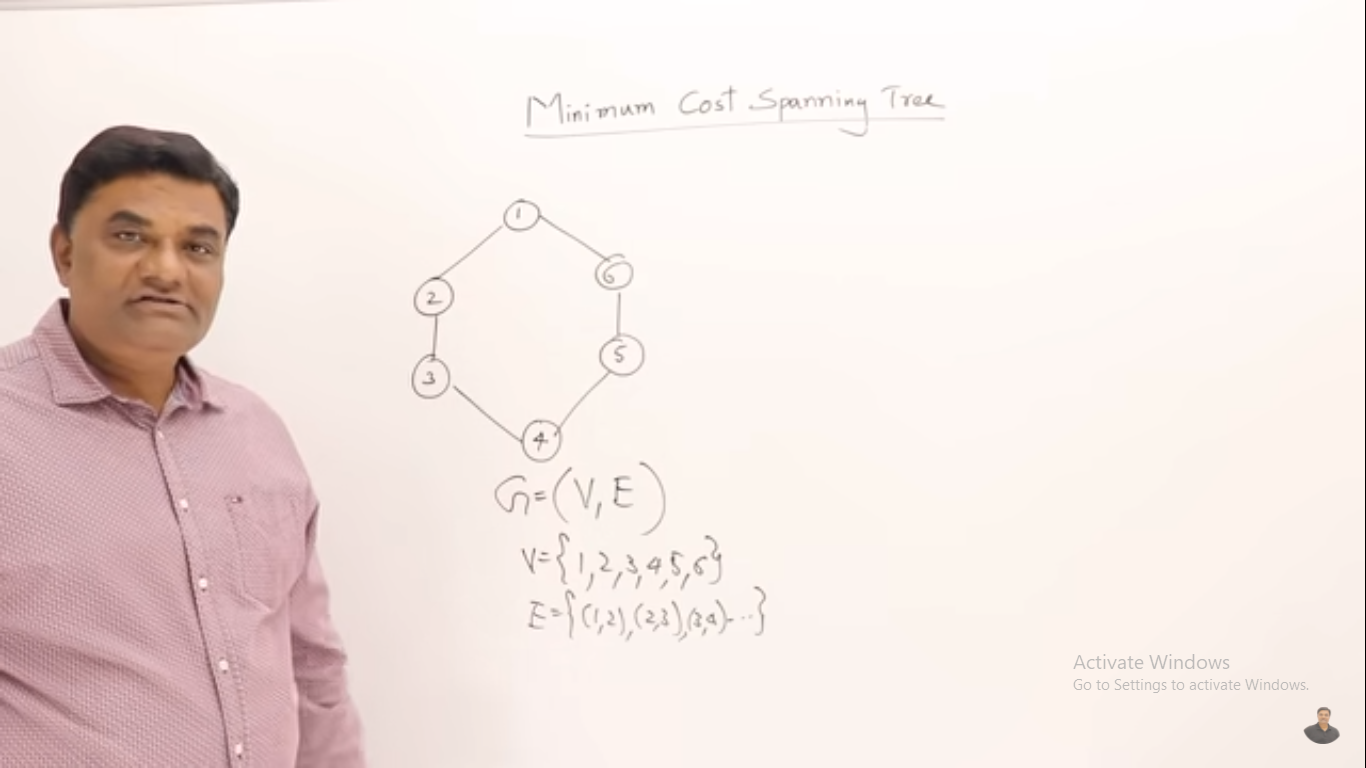 Minimum Cost Spanning Tree
1
6
2
5
3
4
G=(V,E)
V={1,2,3,4,5,6}
E={(1,2),(2,3),(3,4)-...}
Activate Windows
Go to Settings to activate Windows.